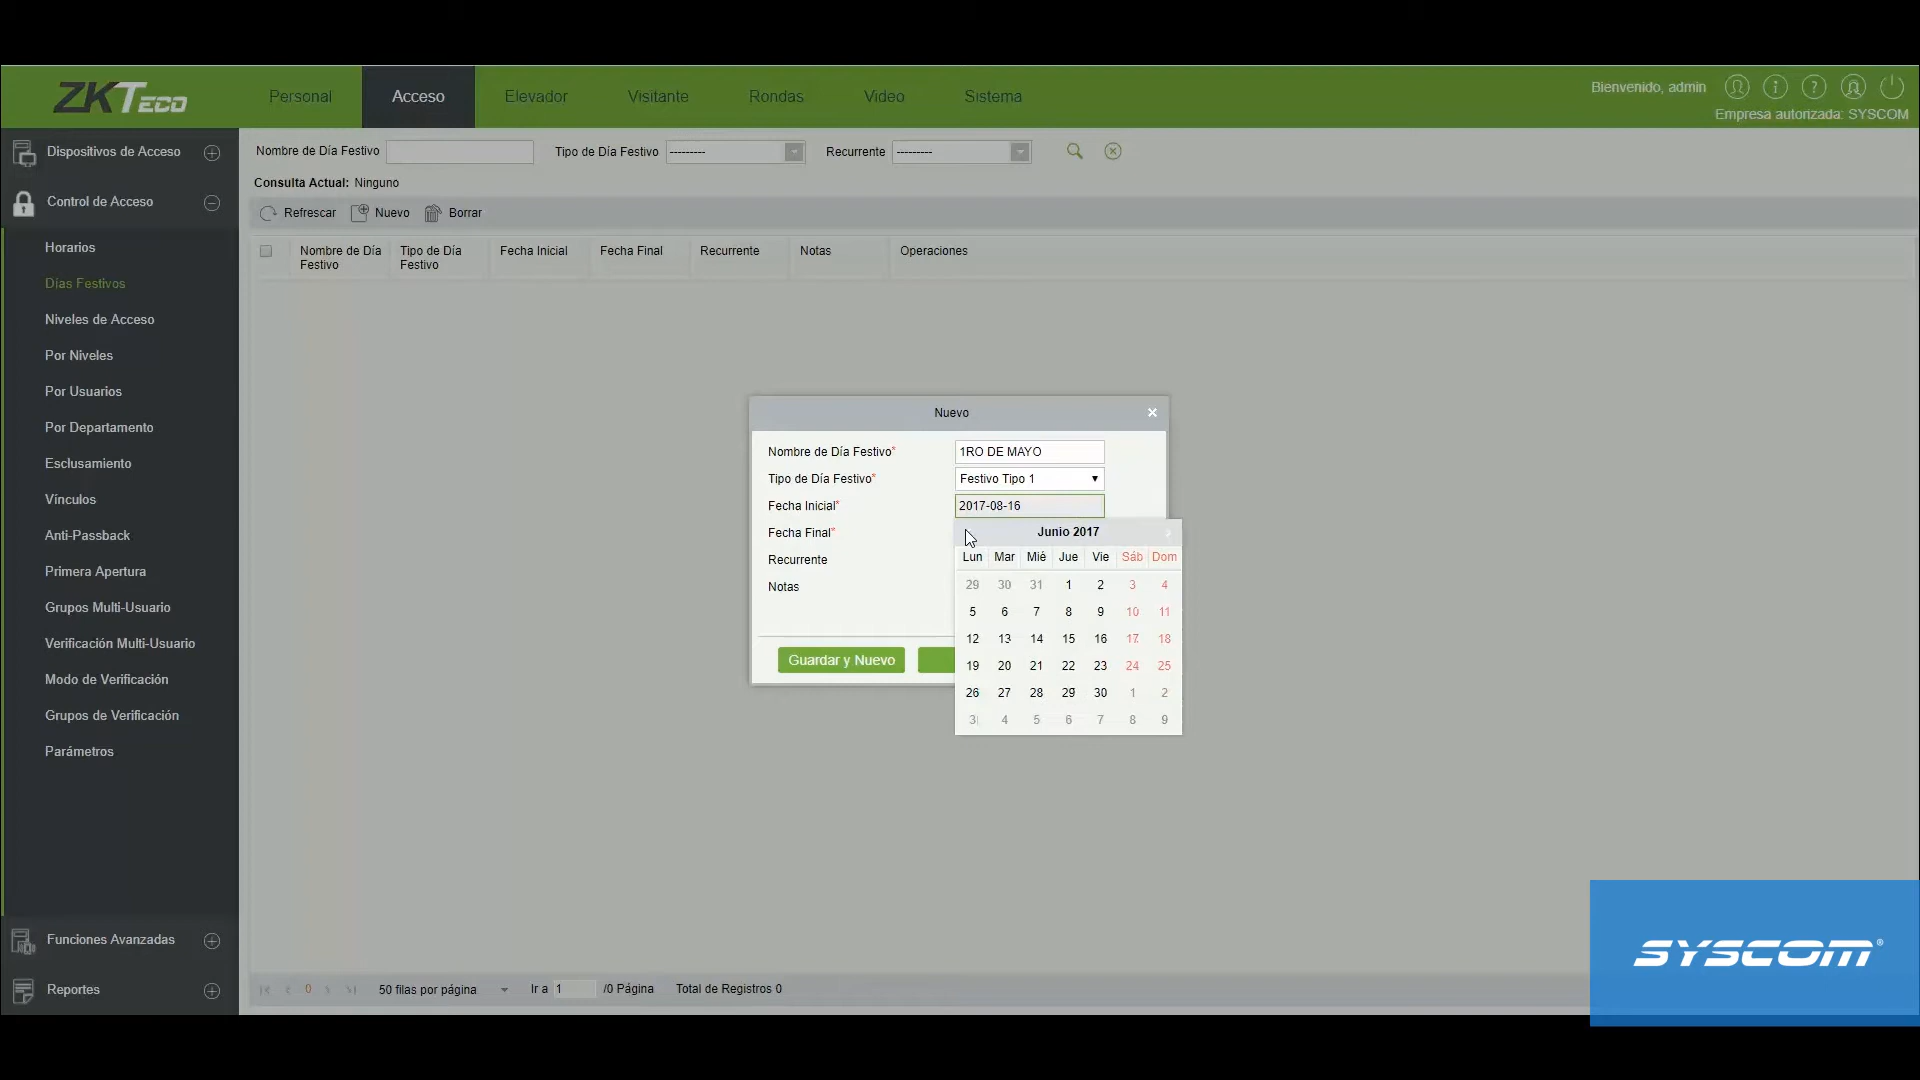 ZKTECO
Personal
Acceso
Elevador
Visitante
Rondas
Video
Sistema
Bienvenido, admin
Empresa autorizada: SYSCOM
Dispositivos de Acceso
Control de Acceso
Horarios
Días Festivos
Niveles de Acceso
Por Niveles
Por Usuarios
Por Departamento
Esclusamiento
Vínculos
Anti-Passback
Primera Apertura
Grupos Multi-Usuario
Verificación Multi-Usuario
Modo de Verificación
Grupos de Verificación
Parámetros
Funciones Avanzadas
Reportes
Nombre de Día Festivo
Tipo de Día Festivo ---------
Recurrente ---------
Consulta Actual: Ninguno
Refrescar Nuevo Borrar
Nombre de Día
Festivo
Tipo de Día
Festivo
Fecha Inicial
Fecha Final
Recurrente
Notas
Operaciones
Nuevo
Nombre de Día Festivo* 1RO DE MAYO
Tipo de Día Festivo* Festivo Tipo 1
Fecha Inicial* 2017-08-16
Fecha Final*
Recurrente
Notas
Guardar y Nuevo
Junio 2017
Lun Mar Mié Jue Vie Sáb Dom
29 30 31 1 2 3 4
5 6 7 8 9 10 11
12 13 14 15 16 17 18
19 20 21 22 23 24 25
26 27 28 29 30 1 2
3 4 5 6 7 8 9
0
50 filas por página
Ir a 1 /0 Página
Total de Registros 0
SYSCOM®